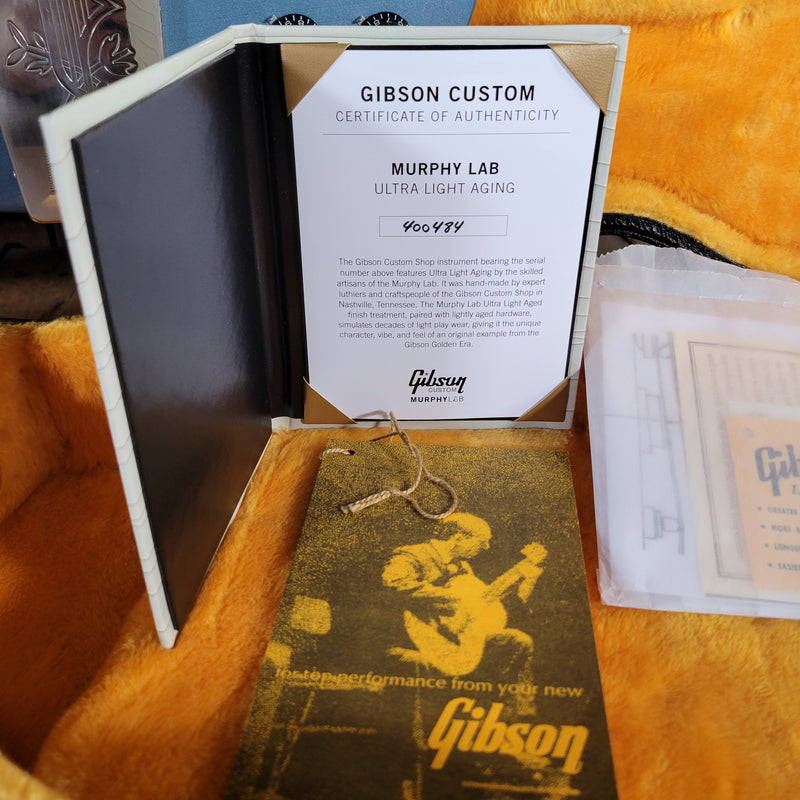 GIBSON CUSTOM
CERTIFICATE OF AUTHENTICITY
MURPHY LAB
ULTRA LIGHT AGING
400484
The Gibson Custom Shop instrument bearing the serial
number above features Ultra Light Aging by the skilled
artisans of the Murphy Lab. It was hand-made by expert
luthiers and craftspeople of the Gibson Custom Shop in
Nashville, Tennessee. The Murphy Lab Ultra Light Aged
finish treatment, paired with lightly aged hardware,
simulates decades of light play wear, giving it the unique
character, vibe, and feel of an original example from the
Gibson Golden Era.
Gibson
CUSTOM
MURPHYLAB
for top performance from your new
Gibson
GREATER
MORE